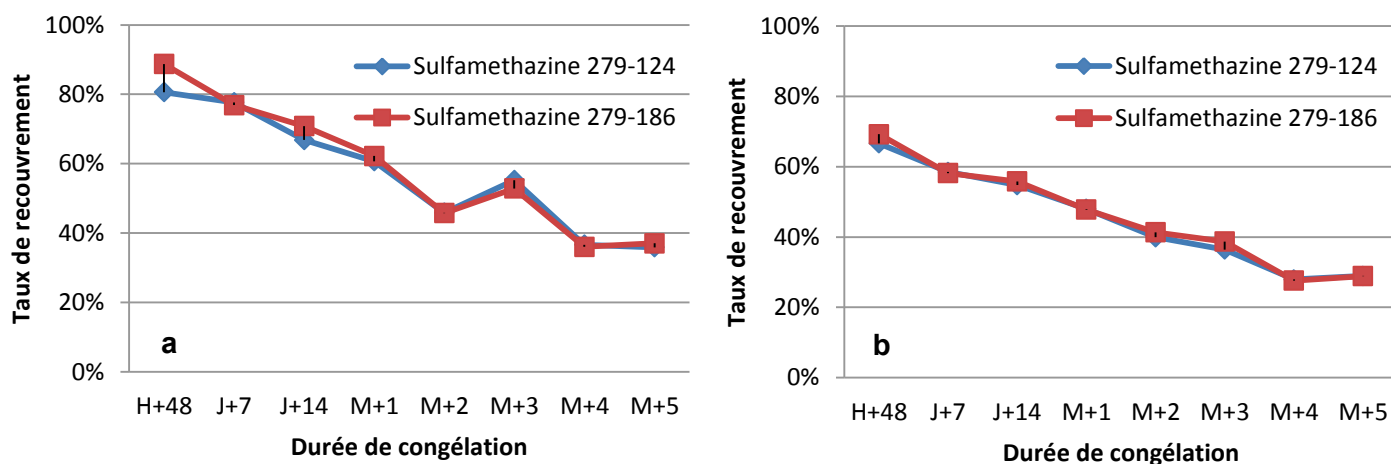 Taux de recouvrement
100%
80%
60%
40%
20%
0%
Sulfamethazine 279-124
Sulfamethazine 279-186
a
H+48 J+7 J+14 M+1 M+2 M+3 M+4 M+5
Durée de congélation
Taux de recouvrement
100%
80%
60%
40%
20%
0%
Sulfamethazine 279-124
Sulfamethazine 279-186
b
H+48 J+7 J+14 M+1 M+2 M+3 M+4 M+5
Durée de congélation